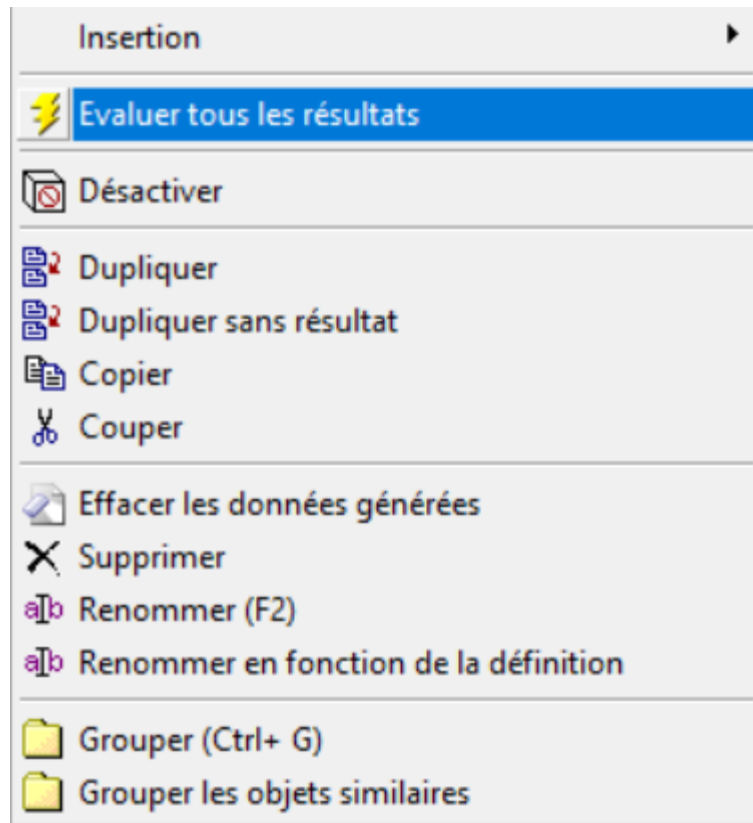 Insertion
Evaluer tous les résultats
Désactiver
Dupliquer
Dupliquer sans résultat
Copier
Couper
Effacer les données générées
Supprimer
Renommer (F2)
Renommer en fonction de la définition
Grouper (Ctrl+ G)
Grouper les objets similaires